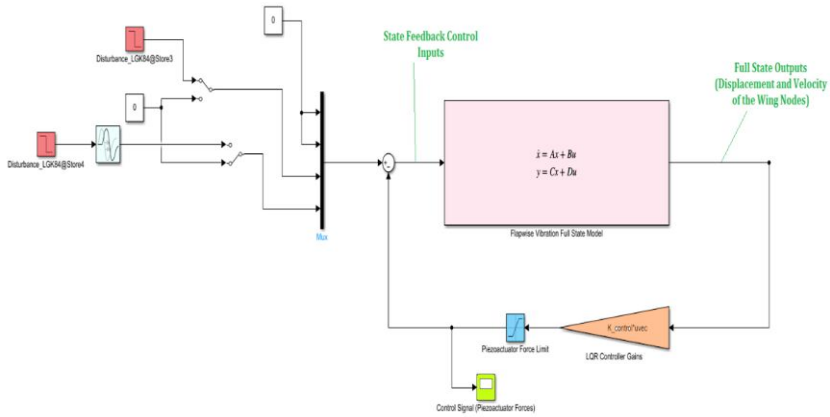 0
Disturbance_LGK84@Store3
0
Disturbance_LGK84@Store4
Mux
State Feedback Control
Inputs
ẋ = Ax + Bu
y = Cx + Du
Flapwise Vibration Full State Model
Full State Outputs
(Displacement and Velocity
of the Wing Nodes)
K_control*uvec
LQR Controller Gains
Piezoactuator Force Limit
Control Signal (Piezoactuator Forces)